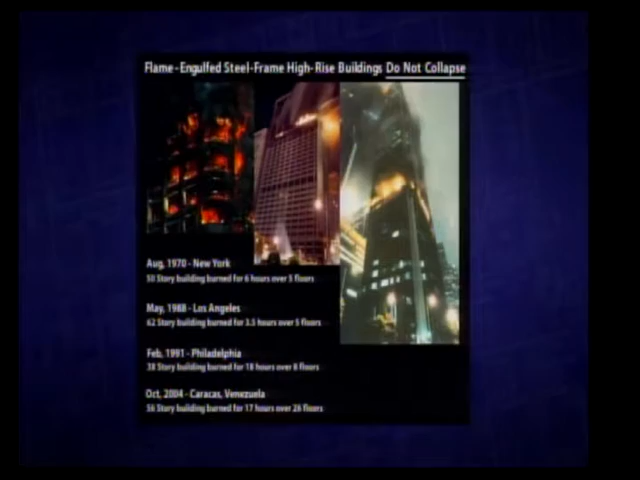 Flame-Engulfed Steel-Frame High-Rise Buildings Do Not Collapse
Aug, 1970 - New York
50 Story building burned for 6 hours over 5 floors
May, 1988 - Los Angeles
62 Story building burned for 3.5 hours over 5 floors
Feb, 1991 - Philadelphia
38 Story building burned for 18 hours over 8 floors
Oct, 2004 - Caracas, Venezuela
56 Story building burned for 17 hours over 26 floors